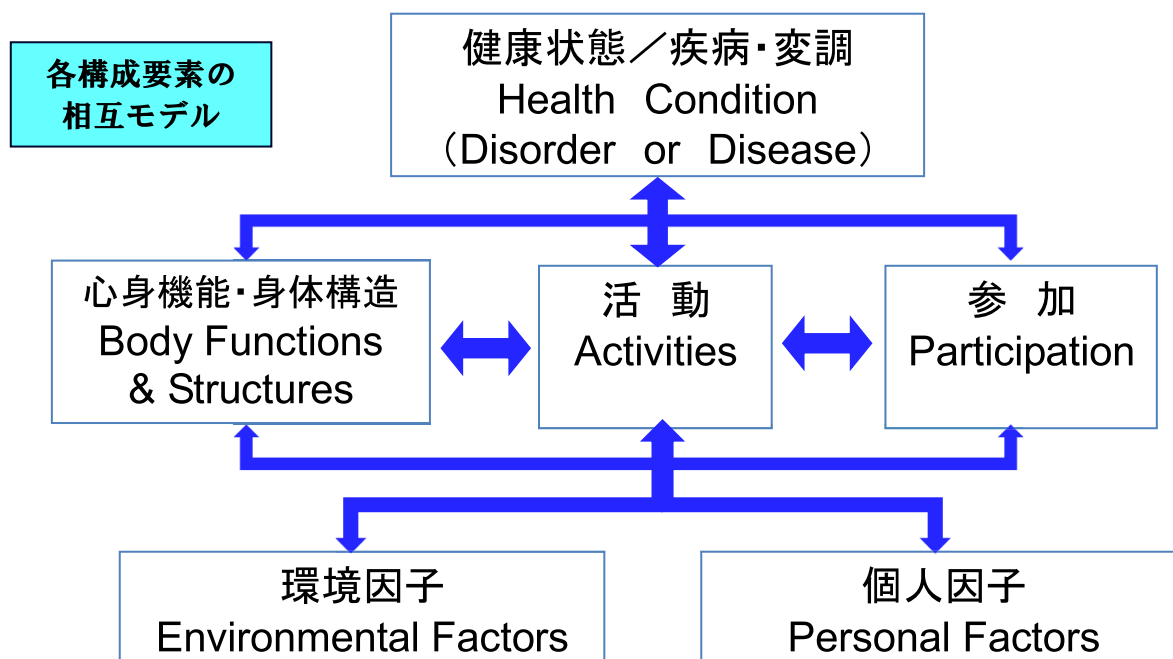 各構成要素の
相互モデル
健康状態／疾病・変調
Health Condition
（Disorder or Disease）
心身機能・身体構造
Body Functions
& Structures
活 動
Activities
参 加
Participation
環境因子
Environmental Factors
個人因子
Personal Factors